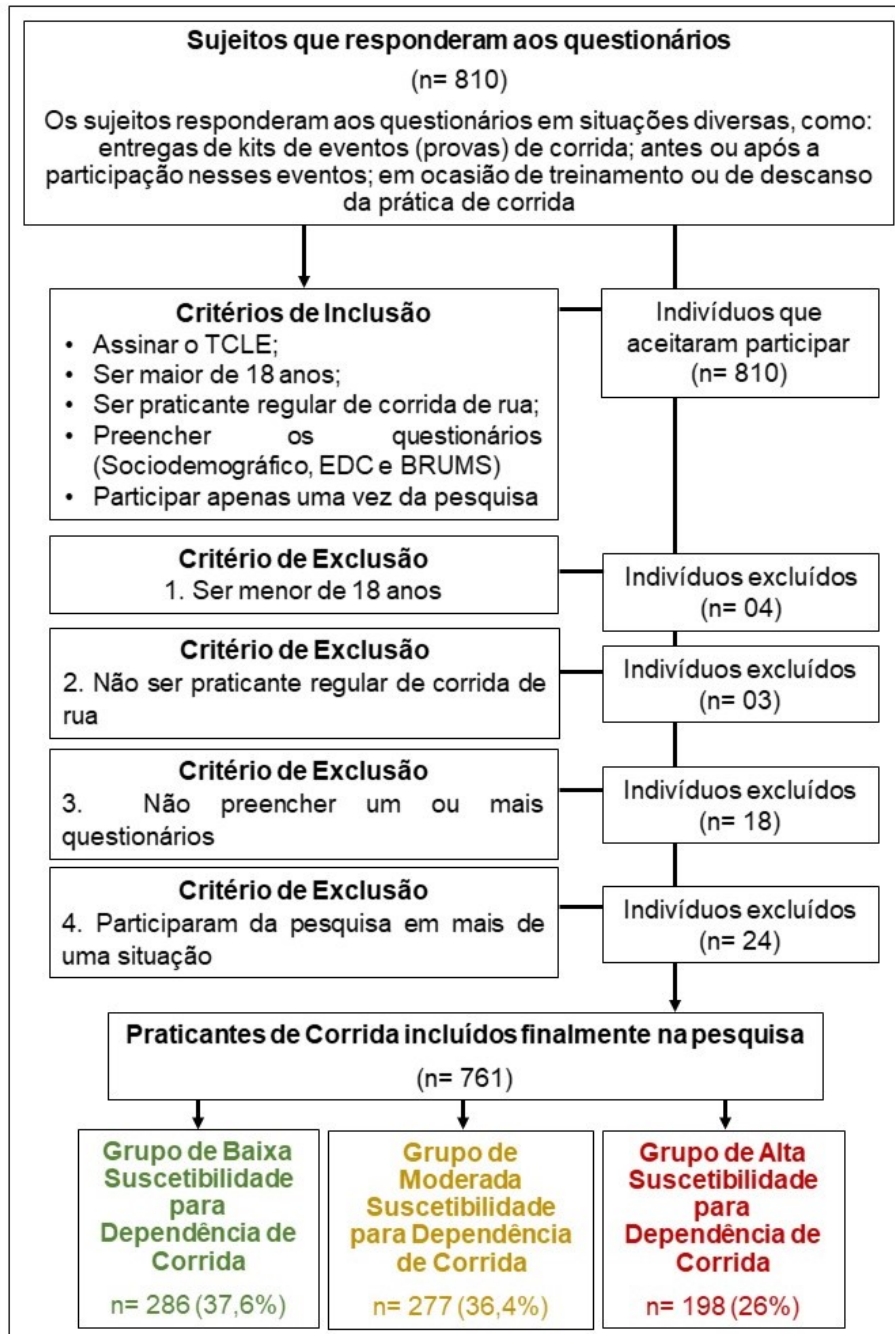 Sujeitos que responderam aos questionários
(n= 810)
Os sujeitos responderam aos questionários em situações diversas, como:
entregas de kits de eventos (provas) de corrida; antes ou após a
participação nesses eventos; em ocasião de treinamento ou de descanso
da prática de corrida
Critérios de Inclusão
• Assinar o TCLE;
• Ser maior de 18 anos;
• Ser praticante regular de corrida de rua;
• Preencher os questionários
(Sociodemográfico, EDC e BRUMS)
• Participar apenas uma vez da pesquisa
Indivíduos que
aceitaram participar
(n= 810)
Critério de Exclusão
1. Ser menor de 18 anos
Indivíduos excluídos
(n= 04)
Critério de Exclusão
2. Não ser praticante regular de corrida de
rua
Indivíduos excluídos
(n= 03)
Critério de Exclusão
3. Não preencher um ou mais
questionários
Indivíduos excluídos
(n= 18)
Critério de Exclusão
4. Participaram da pesquisa em mais de
uma situação
Indivíduos excluídos
(n= 24)
Praticantes de Corrida incluídos finalmente na pesquisa
(n= 761)
Grupo de Baixa
Suscetibilidade
para
Dependência de
Corrida
n= 286 (37,6%)
Grupo de
Moderada
Suscetibilidade
para Dependência
de Corrida
n= 277 (36,4%)
Grupo de Alta
Suscetibilidade
para
Dependência de
Corrida
n= 198 (26%)